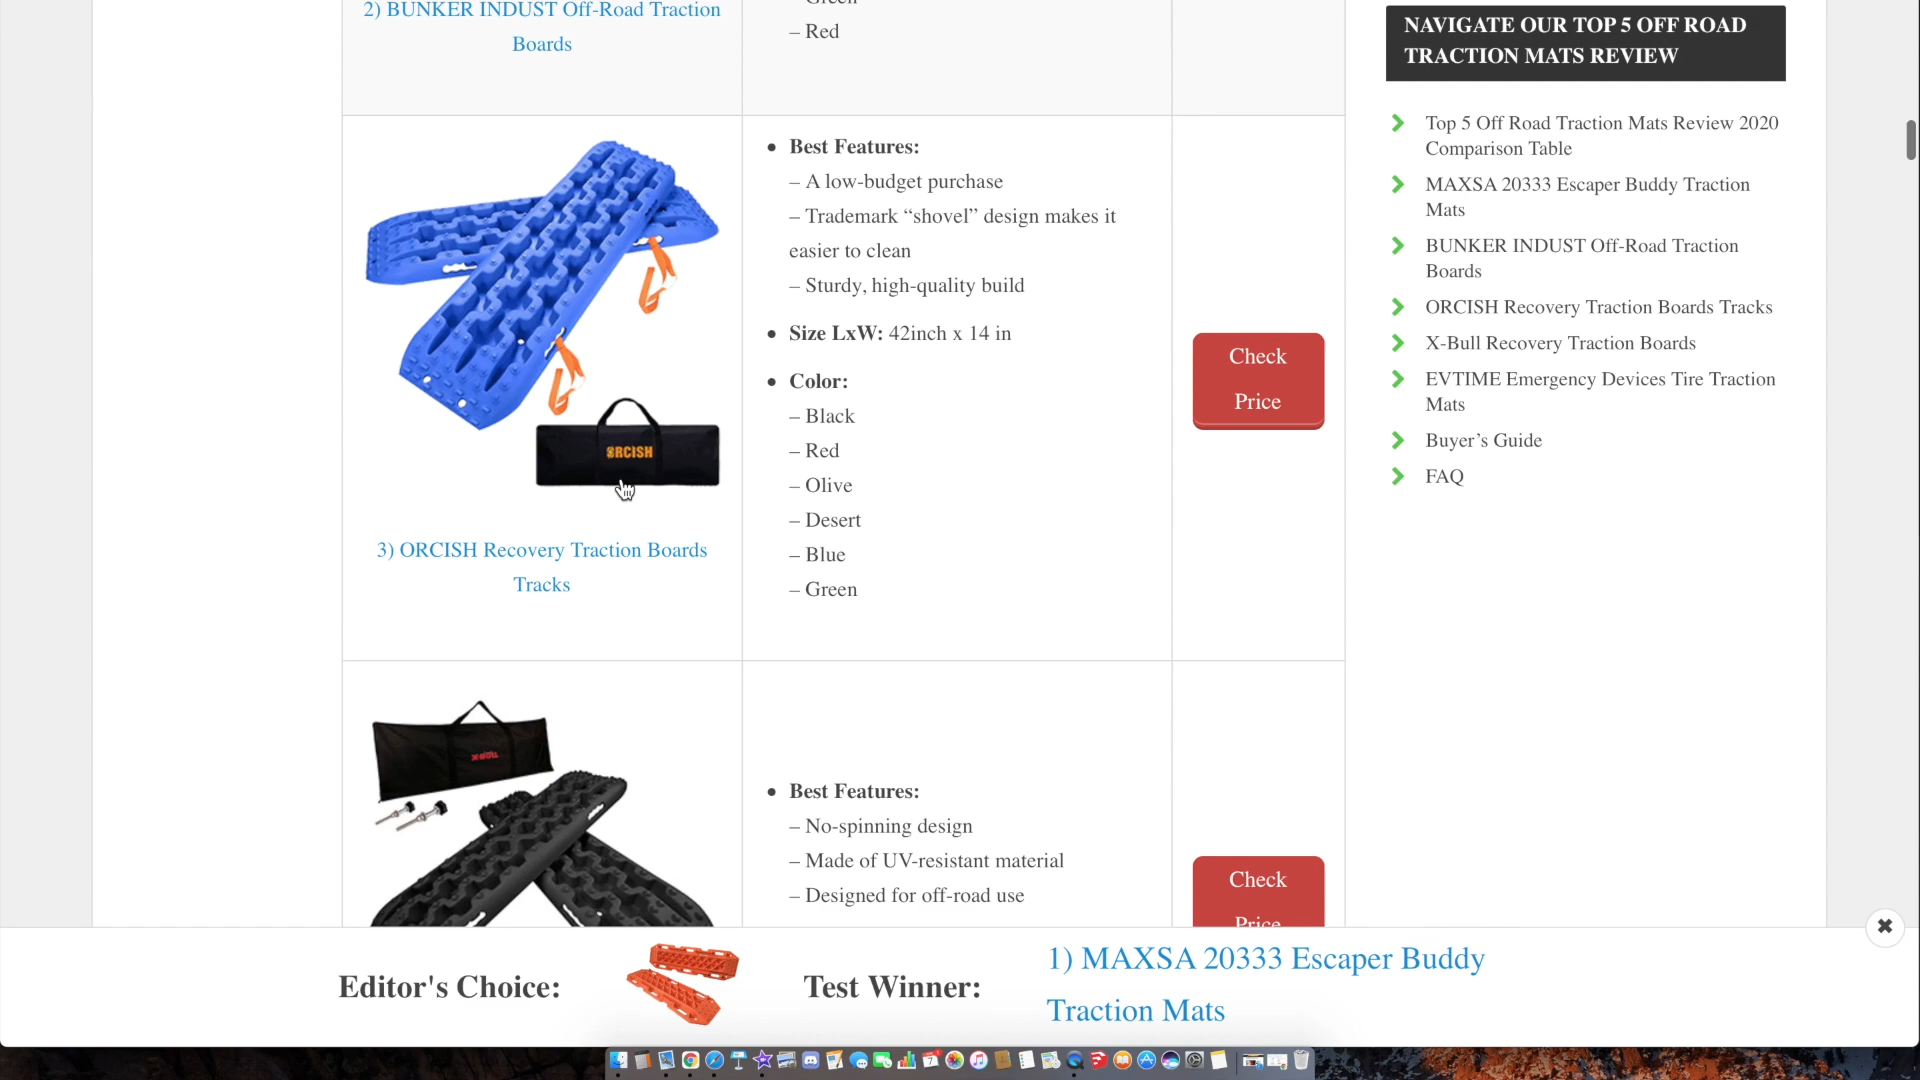 2) BUNKER INDUST Off-Road Traction
Boards
– Red
Best Features:
– A low-budget purchase
– Trademark “shovel” design makes it
easier to clean
– Sturdy, high-quality build
Size LxW: 42inch x 14 in
Color:
– Black
– Red
– Olive
– Desert
– Blue
– Green
Check
Price
ORCISH
3) ORCISH Recovery Traction Boards
Tracks
X-BULL
Best Features:
– No-spinning design
– Made of UV-resistant material
– Designed for off-road use
Check
Price
NAVIGATE OUR TOP 5 OFF ROAD
TRACTION MATS REVIEW
Top 5 Off Road Traction Mats Review 2020
Comparison Table
MAXSA 20333 Escaper Buddy Traction
Mats
BUNKER INDUST Off-Road Traction
Boards
ORCISH Recovery Traction Boards Tracks
X-Bull Recovery Traction Boards
EVTIME Emergency Devices Tire Traction
Mats
Buyer’s Guide
FAQ
Editor's Choice:
Test Winner:
1) MAXSA 20333 Escaper Buddy
Traction Mats